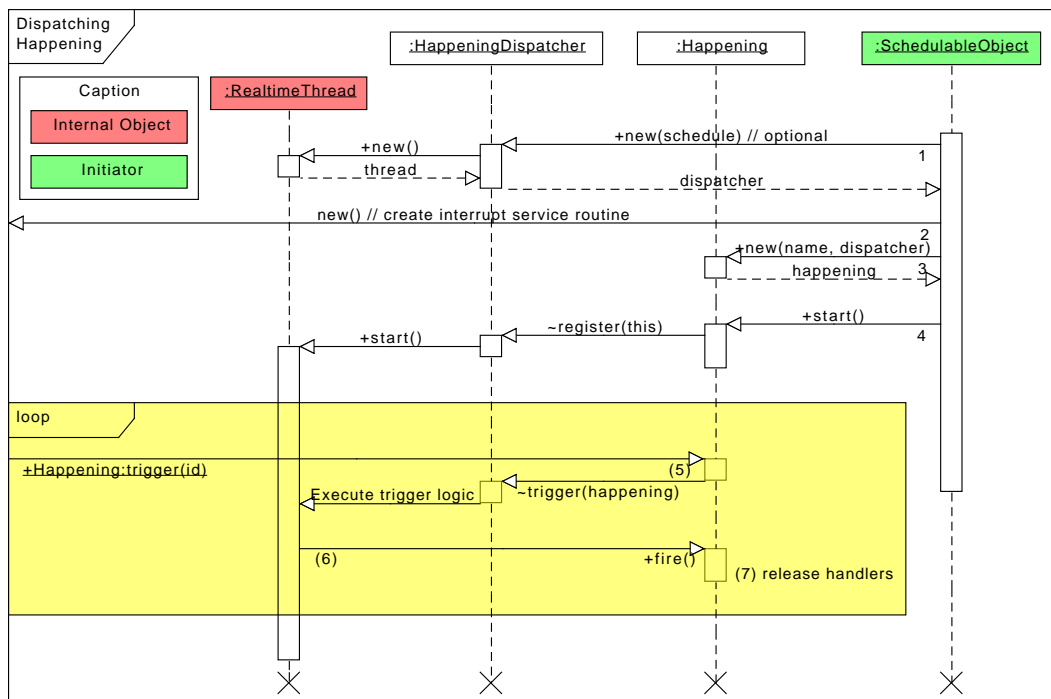 Dispatching
Happening
:HappeningDispatcher
:Happening
:SchedulableObject
Caption
:RealtimeThread
Internal Object
Initiator
+new(schedule) // optional
1
+new()
thread
dispatcher
new() // create interrupt service routine
2
+new(name, dispatcher)
happening
3
+start()
~register(this)
+start()
4
loop
+Happening:trigger(id)
(5)
~trigger(happening)
Execute trigger logic
(6)
+fire()
(7) release handlers